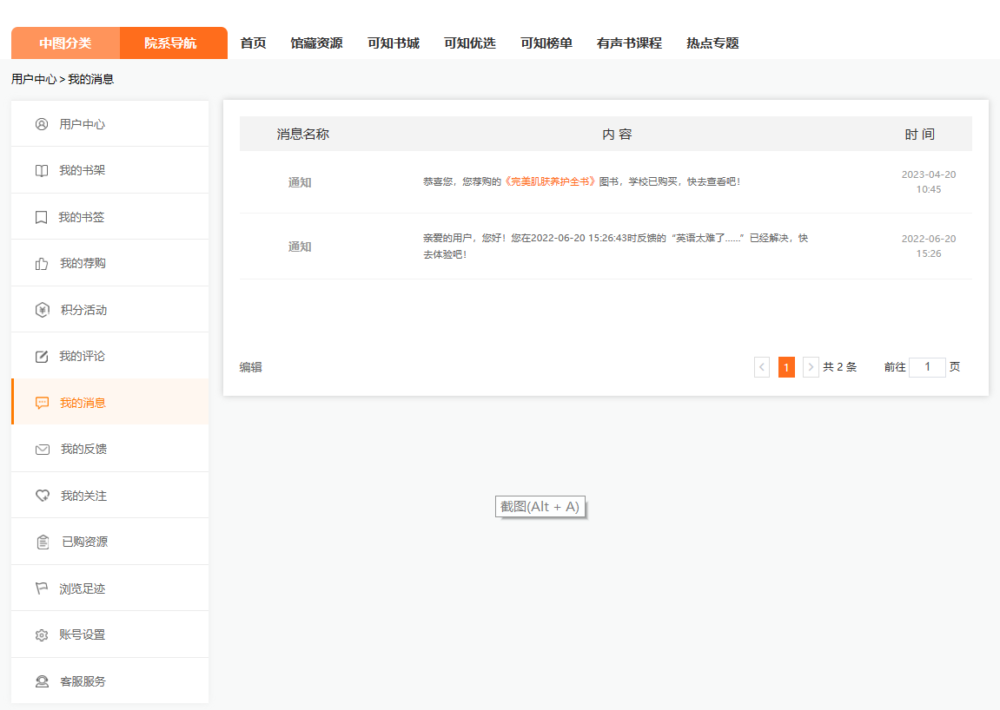 中图分类 院系导航 首页 馆藏资源 可知书城 可知优选 可知榜单 有声书课程 热点专题
用户中心 > 我的消息
用户中心
我的书架
我的书签
我的荐购
积分活动
我的评论
我的消息
我的反馈
我的关注
已购资源
浏览足迹
账号设置
客服服务
消息名称 内 容 时 间
通知 恭喜您，您荐购的《完美肌肤养护全书》图书，学校已购买，快去查看吧！ 2023-04-20
10:45
通知 亲爱的用户，您好！您在2022-06-20 15:26:43时反馈的“英语太难了......”已经解决，快
去体验吧！
2022-06-20
15:26
编辑 < 1 > 共 2 条 前往 1 页
截图(Alt + A)